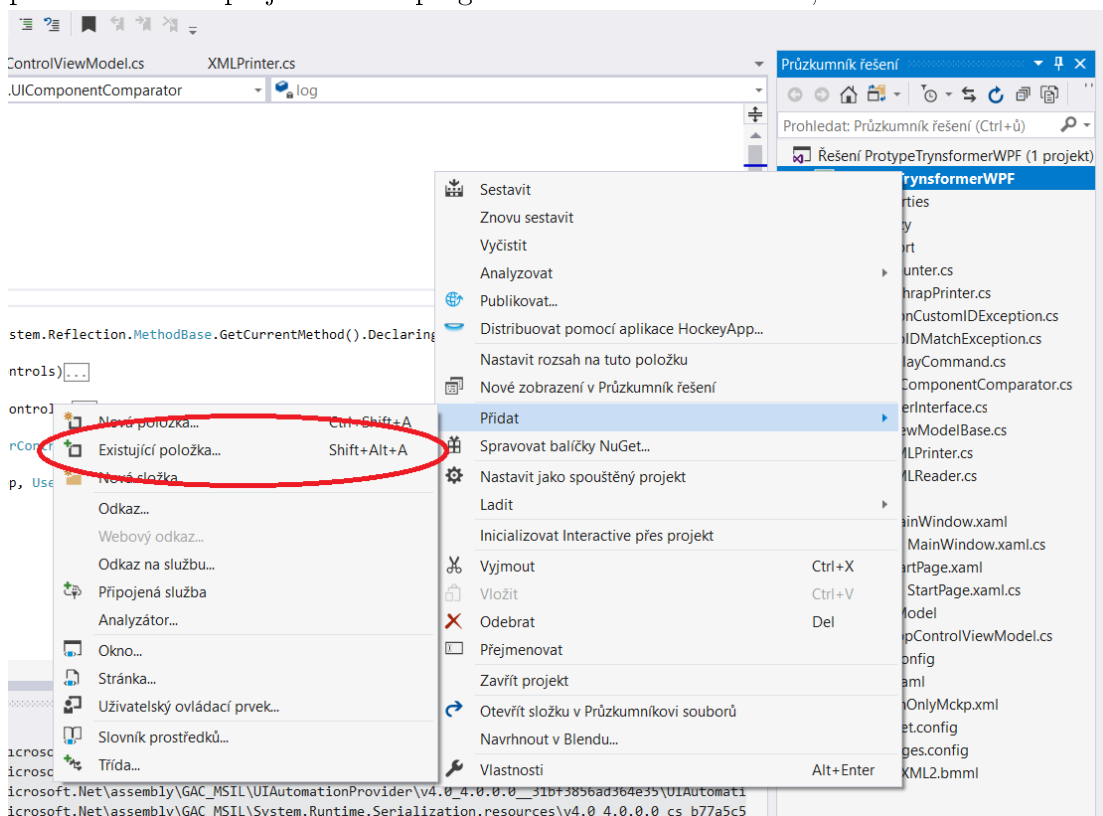 ControlViewModel.cs XMLPrinter.cs
.UIComponentComparator log
Průzkumník řešení
Prohledat: Průzkumník řešení (Ctrl+ů)
Řešení ProtypeTrynsformerWPF (1 projekt)
rynsformerWPF
rties
rt
unter.cs
hrapPrinter.cs
onCustomIDException.cs
IDMatchException.cs
layCommand.cs
ComponentComparator.cs
erInterface.cs
ewModelBase.cs
MLPrinter.cs
MLReader.cs
ainWindow.xaml
MainWindow.xaml.cs
artPage.xaml
StartPage.xaml.cs
Model
pControlViewModel.cs
onfig
aml
nOnlyMckp.xml
et.config
ges.config
XML2.bmml
Sestavit
Znovu sestavit
Vyčistit
Analyzovat
Publikovat...
Distribuovat pomocí aplikace HockeyApp...
Nastavit rozsah na tuto položku
Nové zobrazení v Průzkumník řešení
Přidat
Spravovat balíčky NuGet...
Nastavit jako spouštěný projekt
Ladit
Inicializovat Interactive přes projekt
Vyjmout Ctrl+X
Vložit Ctrl+V
Odebrat Del
Přejmenovat
Zavřít projekt
Otevřít složku v Průzkumníkovi souborů
Navrhnout v Blendu...
Vlastnosti Alt+Enter
Nová položka... Ctrl+Shift+A
Existující položka... Shift+Alt+A
Nová složka
Odkaz...
Webový odkaz...
Odkaz na službu...
Připojená služba
Analyzátor...
Okno...
Stránka...
Uživatelský ovládací prvek...
Slovník prostředků...
Třída...
stem.Reflection.MethodBase.GetCurrentMethod().Declaring
ntrols)...
ontrol
rContr
p, Use
icrosc
icrosc
icrosoft.Net\assembly\GAC_MSIL\UIAutomationProvider\v4.0_4.0.0.0__31bf3856ad364e35\UIAutomati
icrosoft.Net\assembly\GAC_MSIL\System.Runtime.Serialization.resources\v4.0_4.0.0.0_cs_b77a5c5